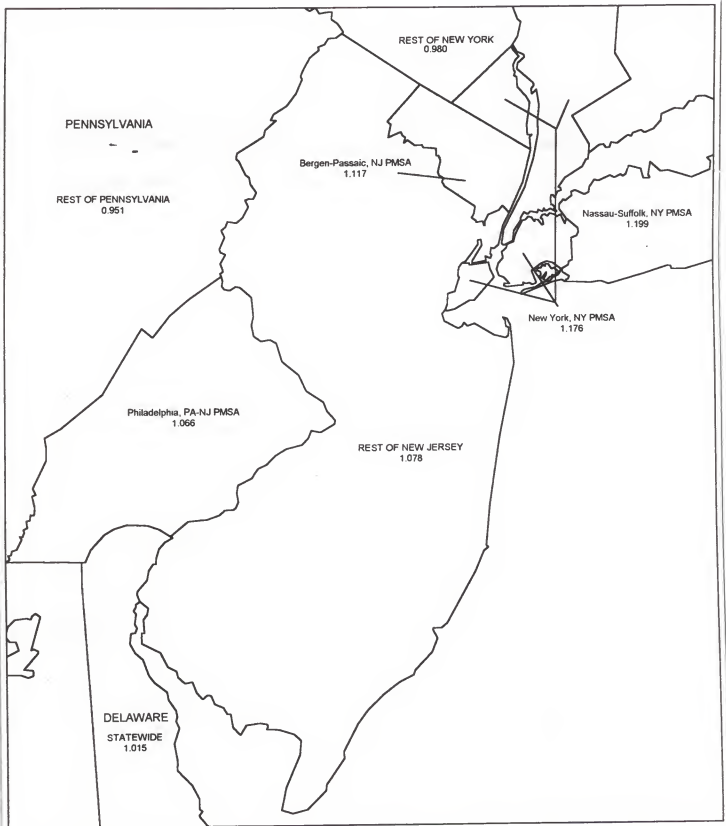 REST OF NEW YORK
0.980
PENNSYLVANIA
Bergen-Passaic, NJ PMSA
1.117
REST OF PENNSYLVANIA
0.951
Nassau-Suffolk, NY PMSA
1.199
New York, NY PMSA
1.176
Philadelphia, PA-NJ PMSA
1.066
REST OF NEW JERSEY
1.078
DELAWARE
STATEWIDE
1.015